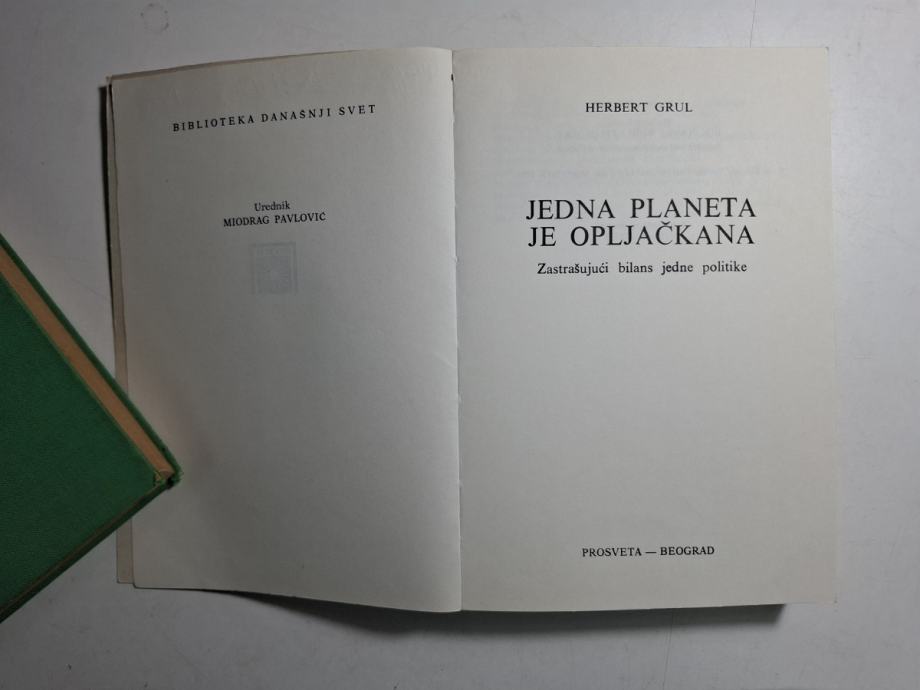 BIBLIOTEKA DANAŠNJI SVET
Urednik
MIODRAG PAVLOVIĆ
HERBERT GRUL
JEDNA PLANETA
JE OPLJAČKANA
Zastrašujući bilans jedne politike
PROSVETA — BEOGRAD